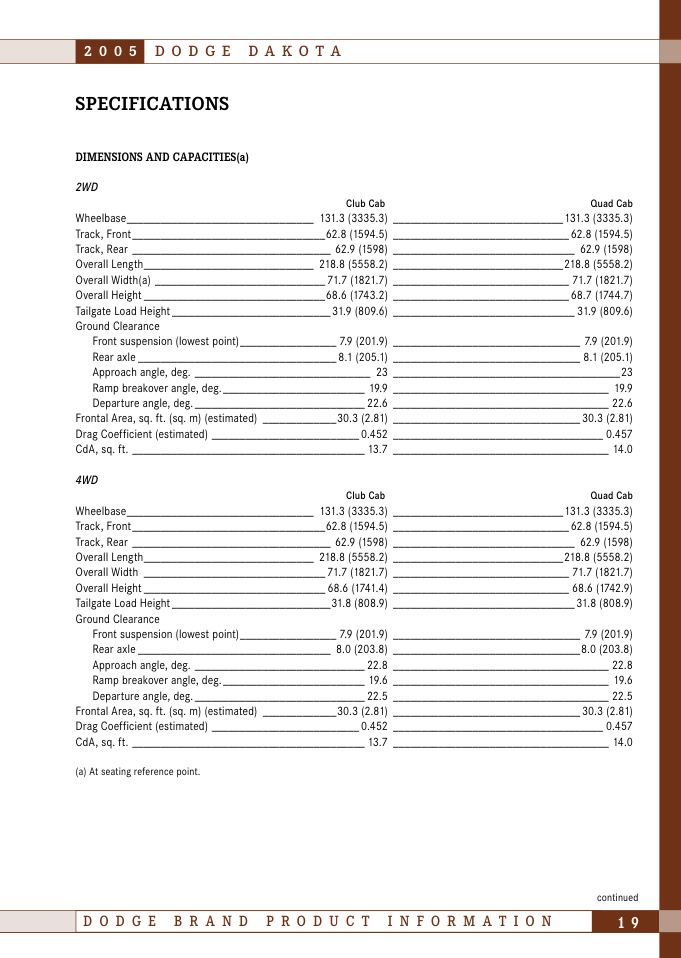 2005 DODGE DAKOTA
SPECIFICATIONS
DIMENSIONS AND CAPACITIES(a)
2WD
Club Cab Quad Cab
Wheelbase 131.3 (3335.3) 131.3 (3335.3)
Track, Front 62.8 (1594.5) 62.8 (1594.5)
Track, Rear 62.9 (1598) 62.9 (1598)
Overall Length 218.8 (5558.2) 218.8 (5558.2)
Overall Width(a) 71.7 (1821.7) 71.7 (1821.7)
Overall Height 68.6 (1743.2) 68.7 (1744.7)
Tailgate Load Height 31.9 (809.6) 31.9 (809.6)
Ground Clearance
Front suspension (lowest point) 7.9 (201.9) 7.9 (201.9)
Rear axle 8.1 (205.1) 8.1 (205.1)
Approach angle, deg. 23 23
Ramp breakover angle, deg. 19.9 19.9
Departure angle, deg. 22.6 22.6
Frontal Area, sq. ft. (sq. m) (estimated) 30.3 (2.81) 30.3 (2.81)
Drag Coefficient (estimated) 0.452 0.457
CdA, sq. ft. 13.7 14.0
4WD
Club Cab Quad Cab
Wheelbase 131.3 (3335.3) 131.3 (3335.3)
Track, Front 62.8 (1594.5) 62.8 (1594.5)
Track, Rear 62.9 (1598) 62.9 (1598)
Overall Length 218.8 (5558.2) 218.8 (5558.2)
Overall Width 71.7 (1821.7) 71.7 (1821.7)
Overall Height 68.6 (1741.4) 68.6 (1742.9)
Tailgate Load Height 31.8 (808.9) 31.8 (808.9)
Ground Clearance
Front suspension (lowest point) 7.9 (201.9) 7.9 (201.9)
Rear axle 8.0 (203.8) 8.0 (203.8)
Approach angle, deg. 22.8 22.8
Ramp breakover angle, deg. 19.6 19.6
Departure angle, deg. 22.5 22.5
Frontal Area, sq. ft. (sq. m) (estimated) 30.3 (2.81) 30.3 (2.81)
Drag Coefficient (estimated) 0.452 0.457
CdA, sq. ft. 13.7 14.0
(a) At seating reference point.
continued
DODGE BRAND PRODUCT INFORMATION 19